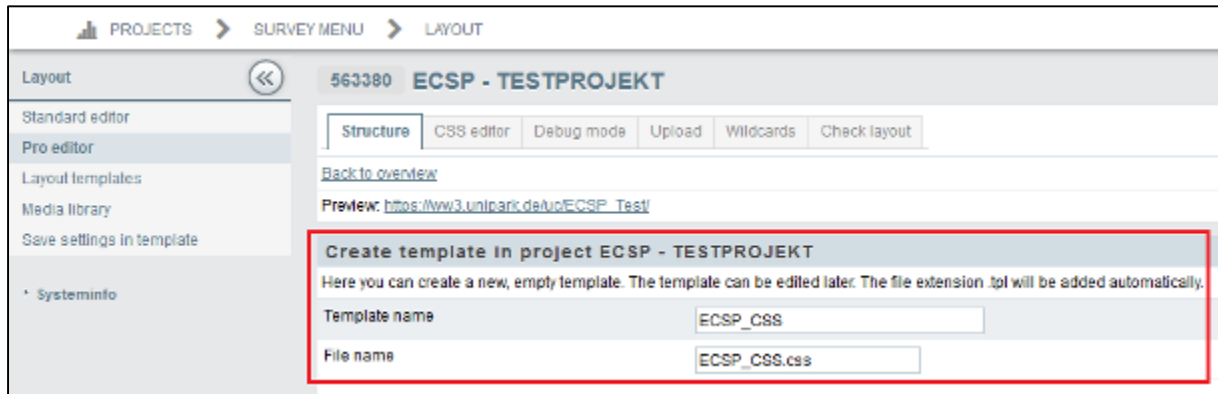 PROJECTS SURVEY MENU LAYOUT
Layout
563380 ECSP - TESTPROJEKT
Standard editor
Pro editor
Layout templates
Media library
Save settings in template
Systeminfo
Structure CSS editor Debug mode Upload Wildcards Check layout
Back to overview
Preview: https://ww3.unipark.de/uc/ECSP_Test/
Create template in project ECSP - TESTPROJEKT
Here you can create a new, empty template. The template can be edited later. The file extension .tpl will be added automatically.
Template name ECSP_CSS
File name ECSP_CSS.css